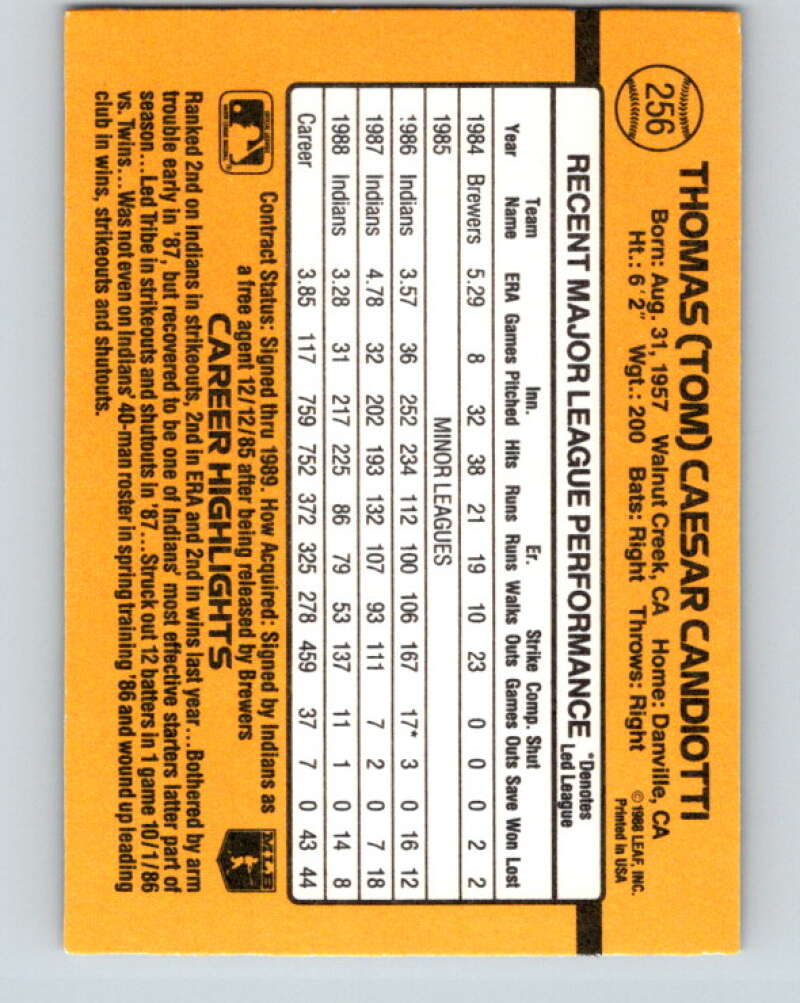 256
THOMAS (TOM) CAESAR CANDIOTTI
Born: Aug. 31, 1957 Walnut Creek, CA Home: Danville, CA
Ht.: 6'2" Wgt.: 200 Bats: Right Throws: Right
©1988 LEAF, INC.
Printed in USA
RECENT MAJOR LEAGUE PERFORMANCE *Denotes Led League
Team Inn. Er. Strike Comp. Shut
Year Name ERA Games Pitched Hits Runs Runs Walks Outs Games Outs Save Won Lost
1984 Brewers 5.29 8 32 38 21 19 10 23 0 0 0 2 2
1985 MINOR LEAGUES
1986 Indians 3.57 36 252 234 112 100 106 167 17* 3 0 16 12
1987 Indians 4.78 32 202 193 132 107 93 111 7 2 0 7 18
1988 Indians 3.28 31 217 225 86 79 53 137 11 1 0 14 8
Career 3.85 117 759 752 372 325 278 459 37 7 0 43 44
Contract Status: Signed thru 1989. How Acquired: Signed by Indians as
a free agent 12/12/85 after being released by Brewers
MLB
CAREER HIGHLIGHTS
Ranked 2nd on Indians in strikeouts, 2nd in ERA and 2nd in wins last year...Bothered by arm
trouble early in '87, but recovered to be one of Indians' most effective starters latter part of
season...Led Tribe in strikeouts and shutouts in '87...Struck out 12 batters in 1 game 10/1/86
vs. Twins...Was not even on Indians' 40-man roster in spring training '86 and wound up leading
club in wins, strikeouts and shutouts.